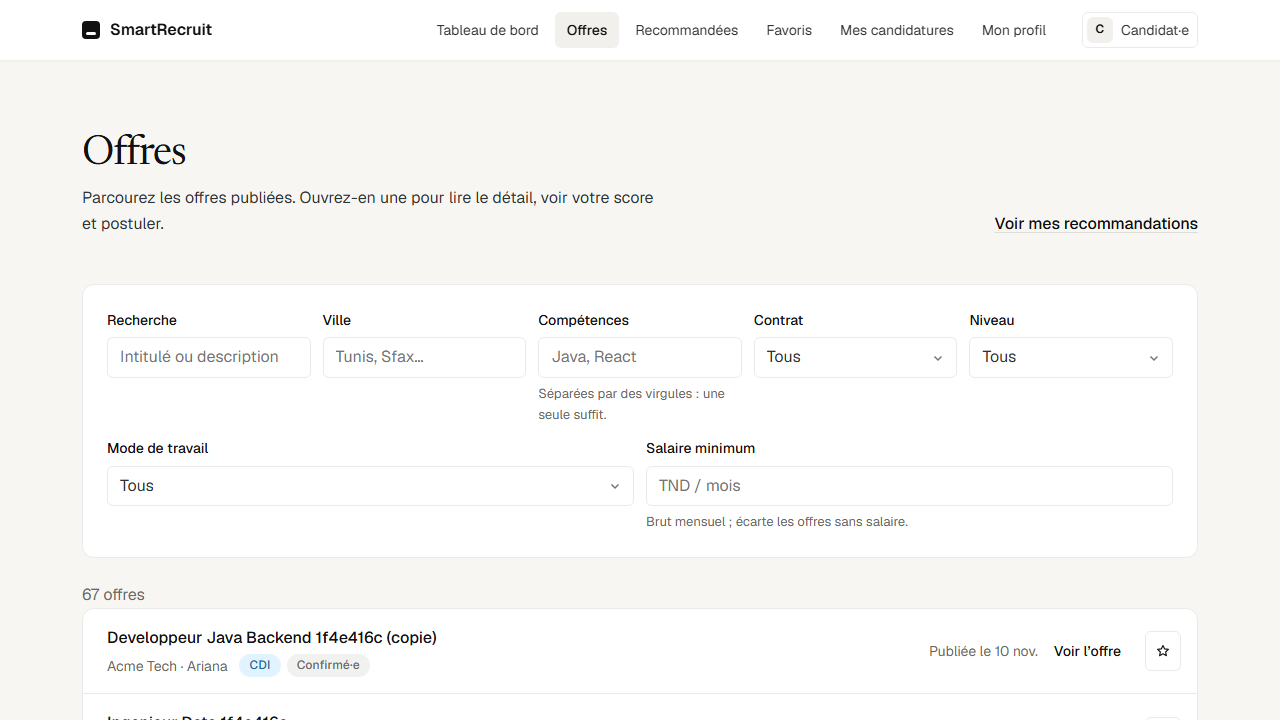 SmartRecruit
Tableau de bord
Offres
Recommandées
Favoris
Mes candidatures
Mon profil
C
Candidat·e
Offres
Parcourez les offres publiées. Ouvrez-en une pour lire le détail, voir votre score
et postuler.
Voir mes recommandations
Recherche
Ville
Compétences
Contrat
Niveau
Intitulé ou description
Tunis, Sfax…
Java, React
Tous
Tous
Séparées par des virgules : une
seule suffit.
Mode de travail
Salaire minimum
Tous
TND / mois
Brut mensuel ; écarte les offres sans salaire.
67 offres
Developpeur Java Backend 1f4e416c (copie)
Acme Tech · Ariana
CDI
Confirmé·e
Publiée le 10 nov.
Voir l’offre
Ingenieur Data 1f4e416c